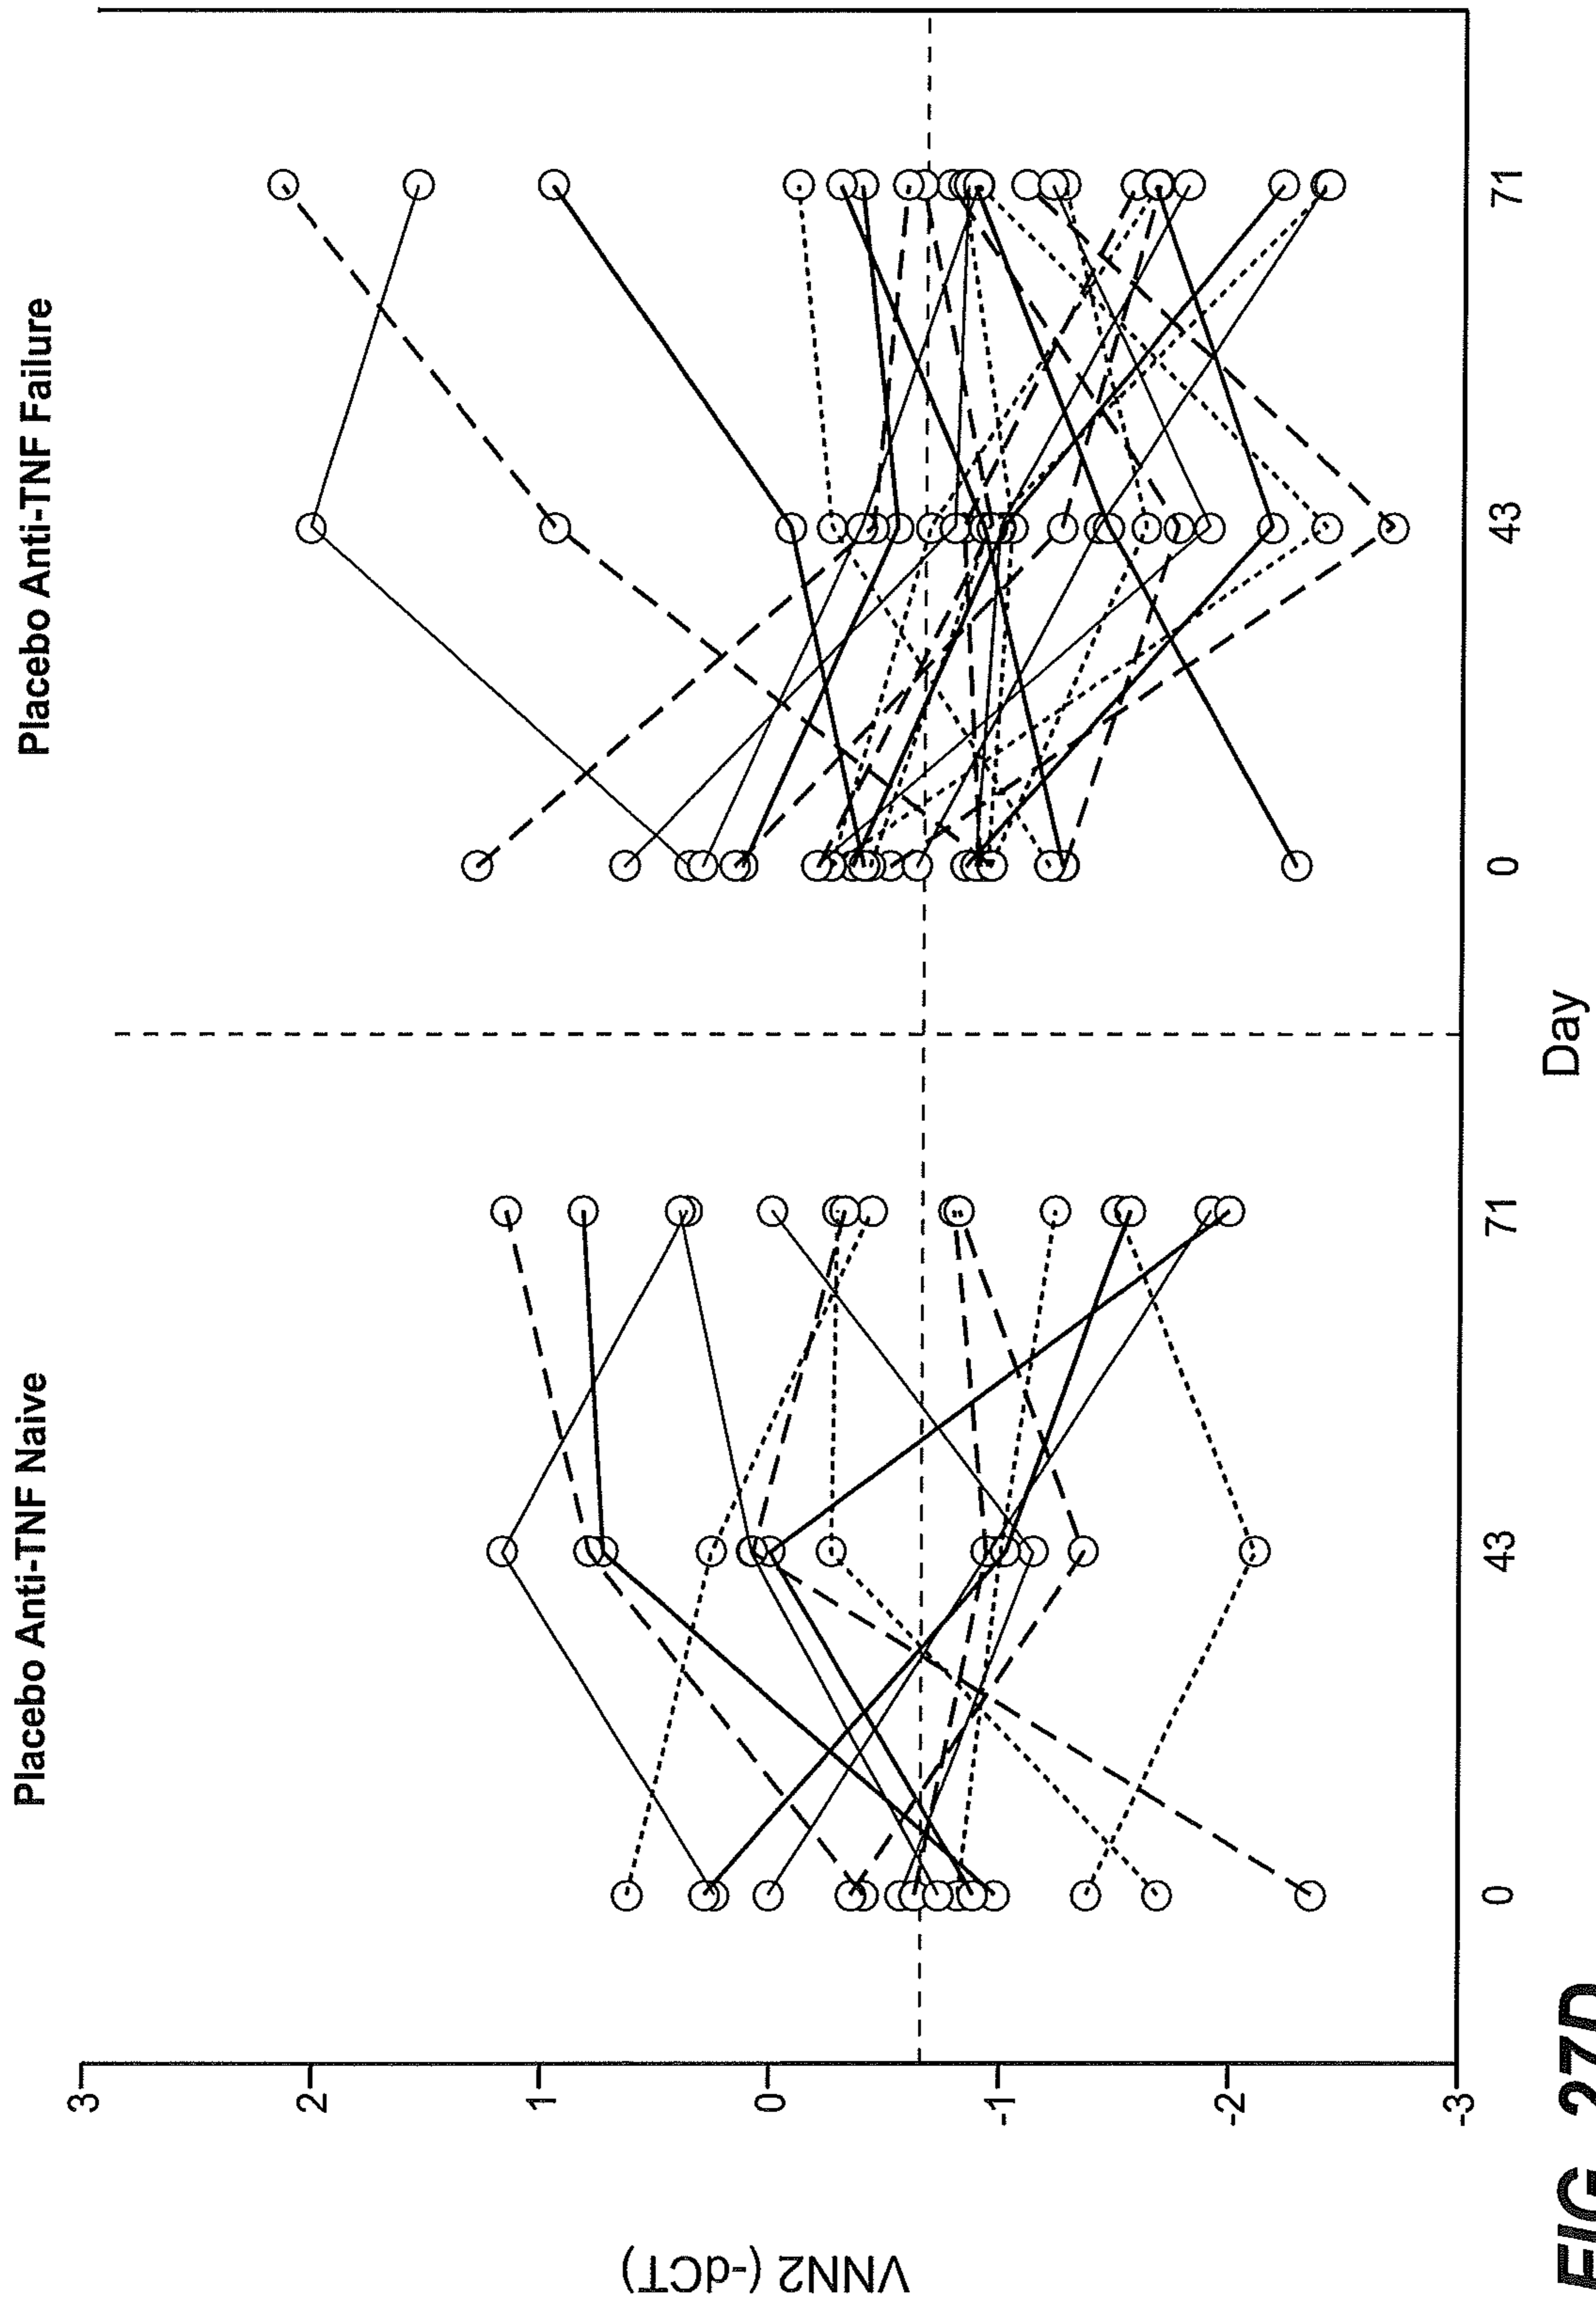 Placebo Anti-TNF Naive
Placebo Anti-TNF Failure
VNN2 (-dCT)
3
2
1
0
-1
-2
-3
0
43
71
0
43
71
Day
FIG. 27D